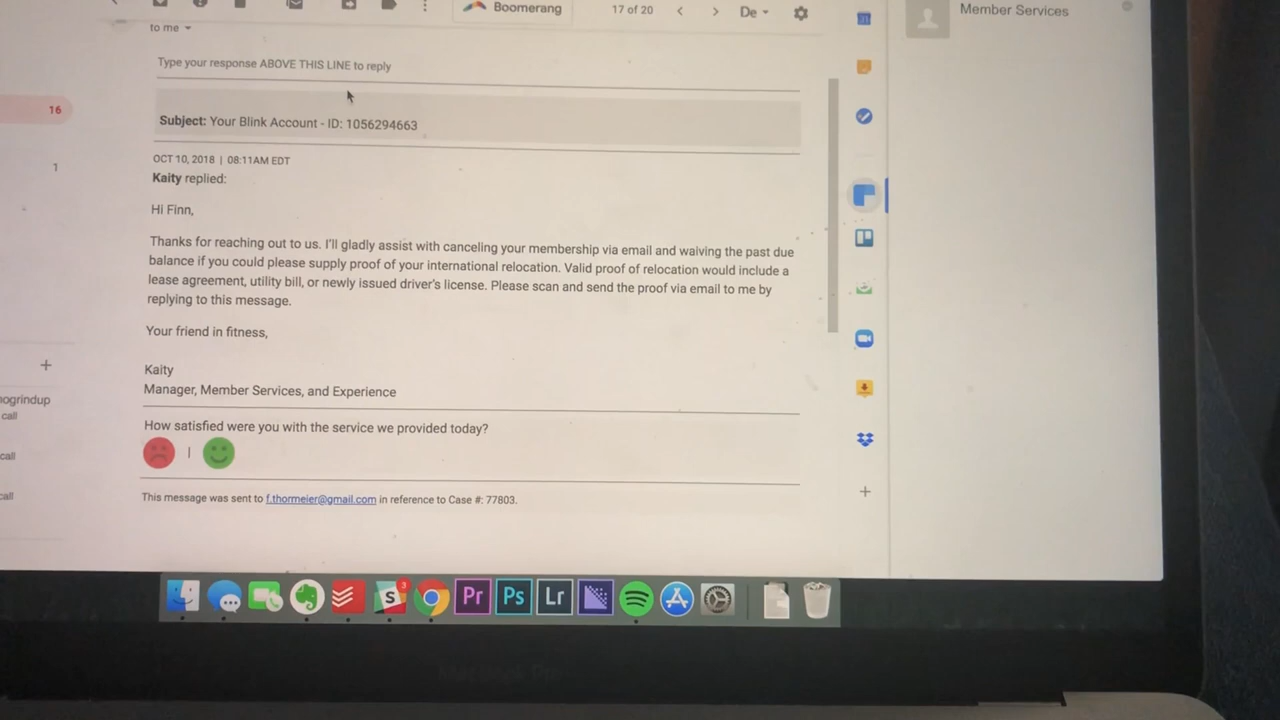 Boomerang
17 of 20
De
Member Services
to me
Type your response ABOVE THIS LINE to reply
16
Subject: Your Blink Account - ID: 1056294663
1
OCT 10, 2018 | 08:11AM EDT
Kaity replied:
Hi Finn,
Thanks for reaching out to us. I'll gladly assist with canceling your membership via email and waiving the past due
balance if you could please supply proof of your international relocation. Valid proof of relocation would include a
lease agreement, utility bill, or newly issued driver's license. Please scan and send the proof via email to me by
replying to this message.
Your friend in fitness,
Kaity
Manager, Member Services, and Experience
nogrindup
call
How satisfied were you with the service we provided today?
|
call
call
This message was sent to f.thormeier@gmail.com in reference to Case #: 77803.
S
3
Pr
Ps
Lr